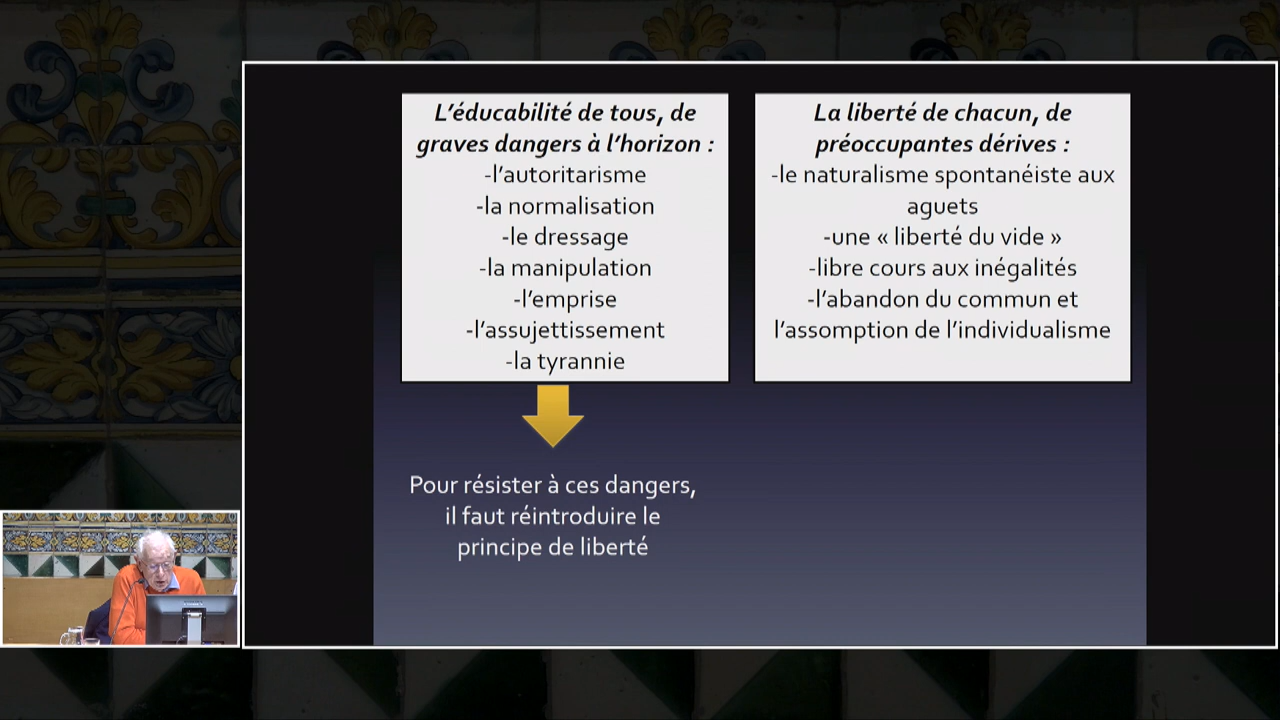 L’éducabilité de tous, de
graves dangers à l’horizon :
-l’autoritarisme
-la normalisation
-le dressage
-la manipulation
-l’emprise
-l’assujettissement
-la tyrannie
La liberté de chacun, de
préoccupantes dérives :
-le naturalisme spontanéiste aux
aguets
-une « liberté du vide »
-libre cours aux inégalités
-l’abandon du commun et
l’assomption de l’individualisme
Pour résister à ces dangers,
il faut réintroduire le
principe de liberté